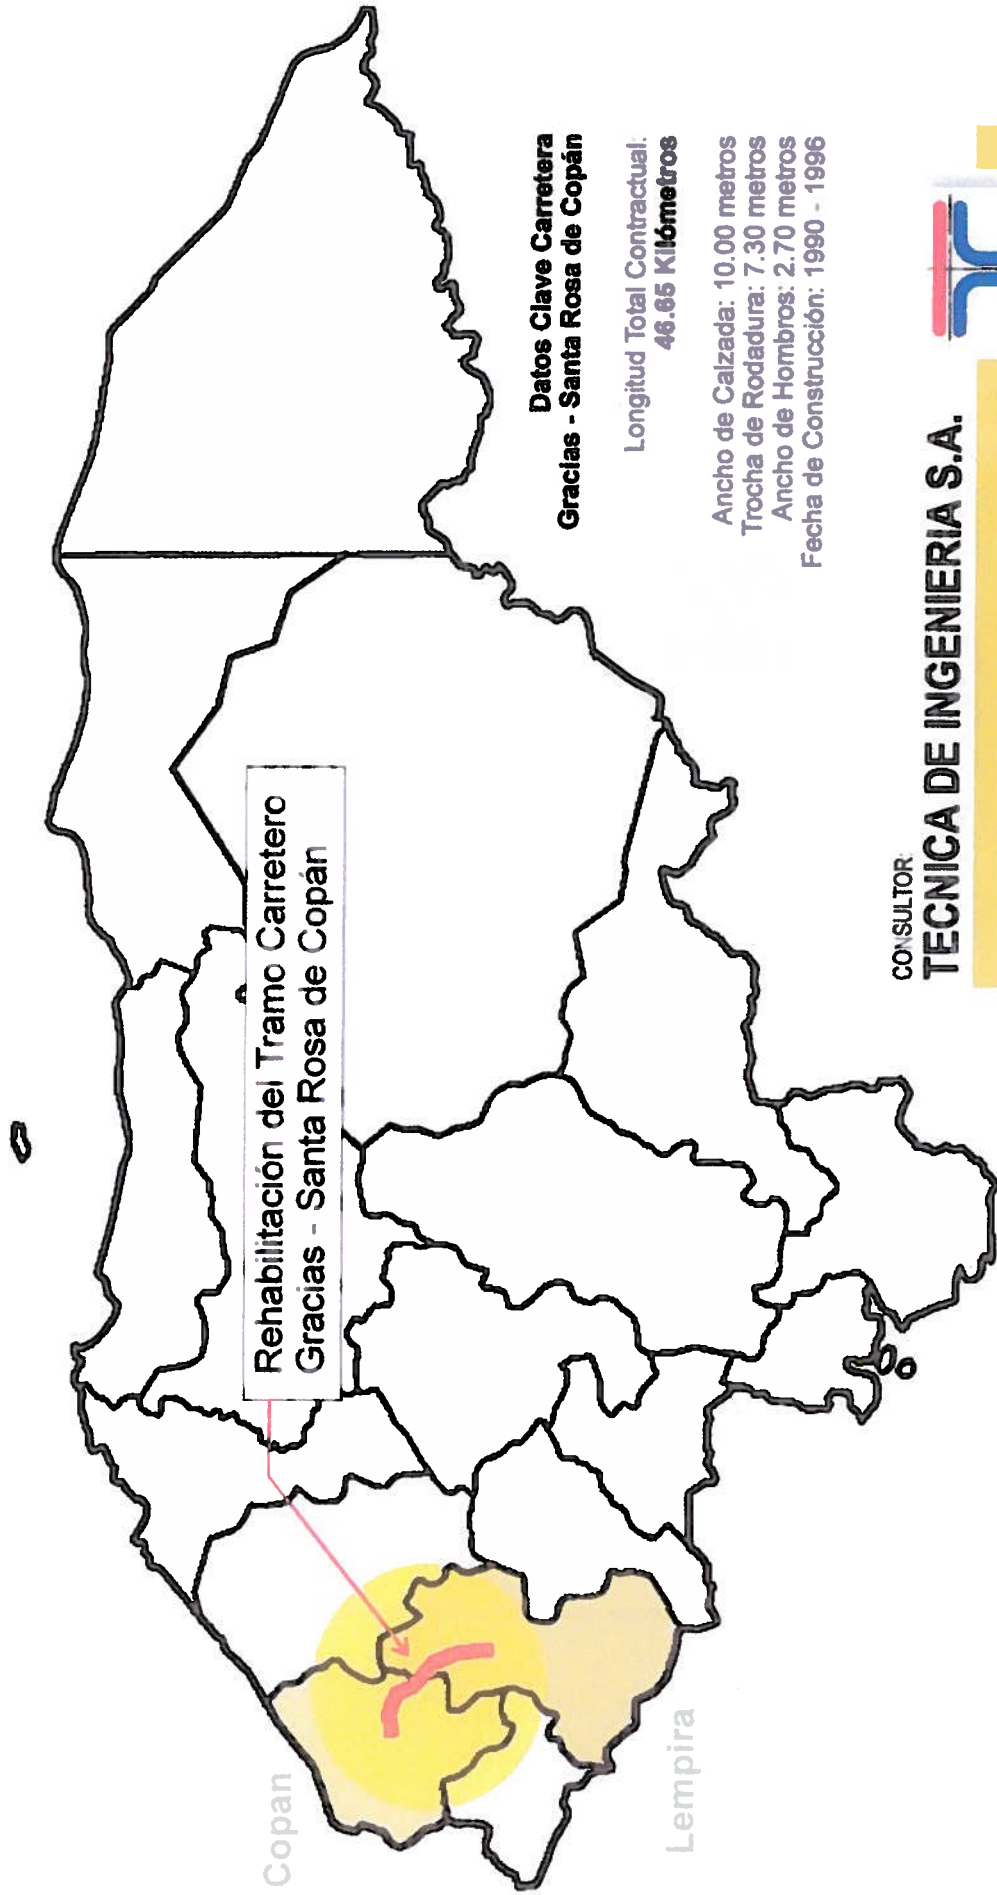 Rehabilitación del Tramo Carretero
Gracias - Santa Rosa de Copán
Copan
Lempira
Datos Clave Carretera
Gracias - Santa Rosa de Copán
Longitud Total Contractual:
46.65 Kilómetros
Ancho de Calzada: 10.00 metros
Trocha de Rodadura: 7.30 metros
Ancho de Hombros: 2.70 metros
Fecha de Construcción: 1990 - 1996
CONSULTOR:
TECNICA DE INGENIERIA S.A.